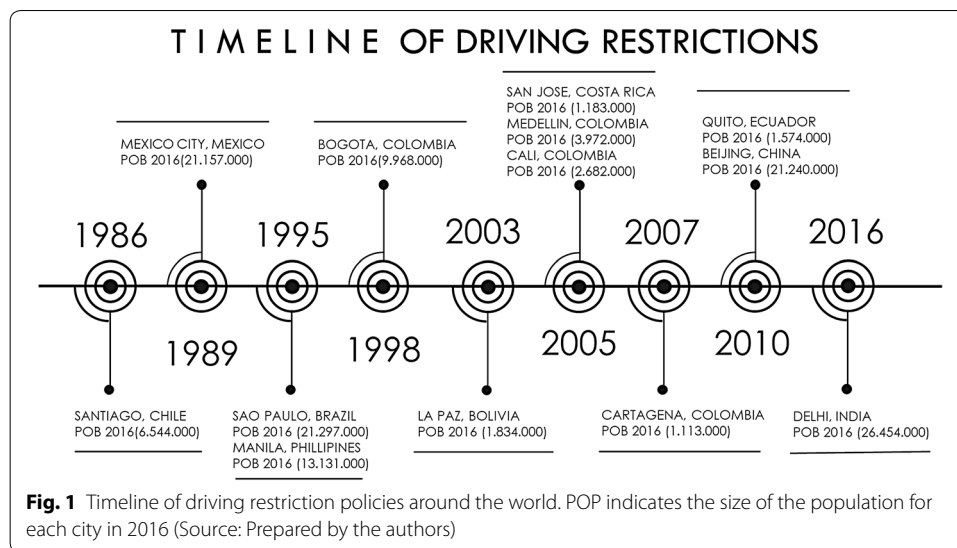 TIMELINE OF DRIVING RESTRICTIONS
1986
SANTIAGO, CHILE
POB 2016(6.544.000)
MEXICO CITY, MEXICO
POB 2016(21.157.000)
1989
1995
SAO PAULO, BRAZIL
POB 2016 (21.297.000)
MANILA, PHILLIPINES
POB 2016 (13.131.000)
BOGOTA, COLOMBIA
POB 2016(9.968.000)
1998
2003
LA PAZ, BOLIVIA
POB 2016 (1.834.000)
SAN JOSE, COSTA RICA
POB 2016 (1.183.000)
MEDELLIN, COLOMBIA
POB 2016 (3.972.000)
CALI, COLOMBIA
POB 2016 (2.682.000)
2005
2007
CARTAGENA, COLOMBIA
POB 2016 (1.113.000)
QUITO, ECUADOR
POB 2016 (1.574.000)
BEIJING, CHINA
POB 2016 (21.240.000)
2010
2016
DELHI, INDIA
POB 2016 (26.454.000)
Fig. 1 Timeline of driving restriction policies around the world. POP indicates the size of the population for
each city in 2016 (Source: Prepared by the authors)